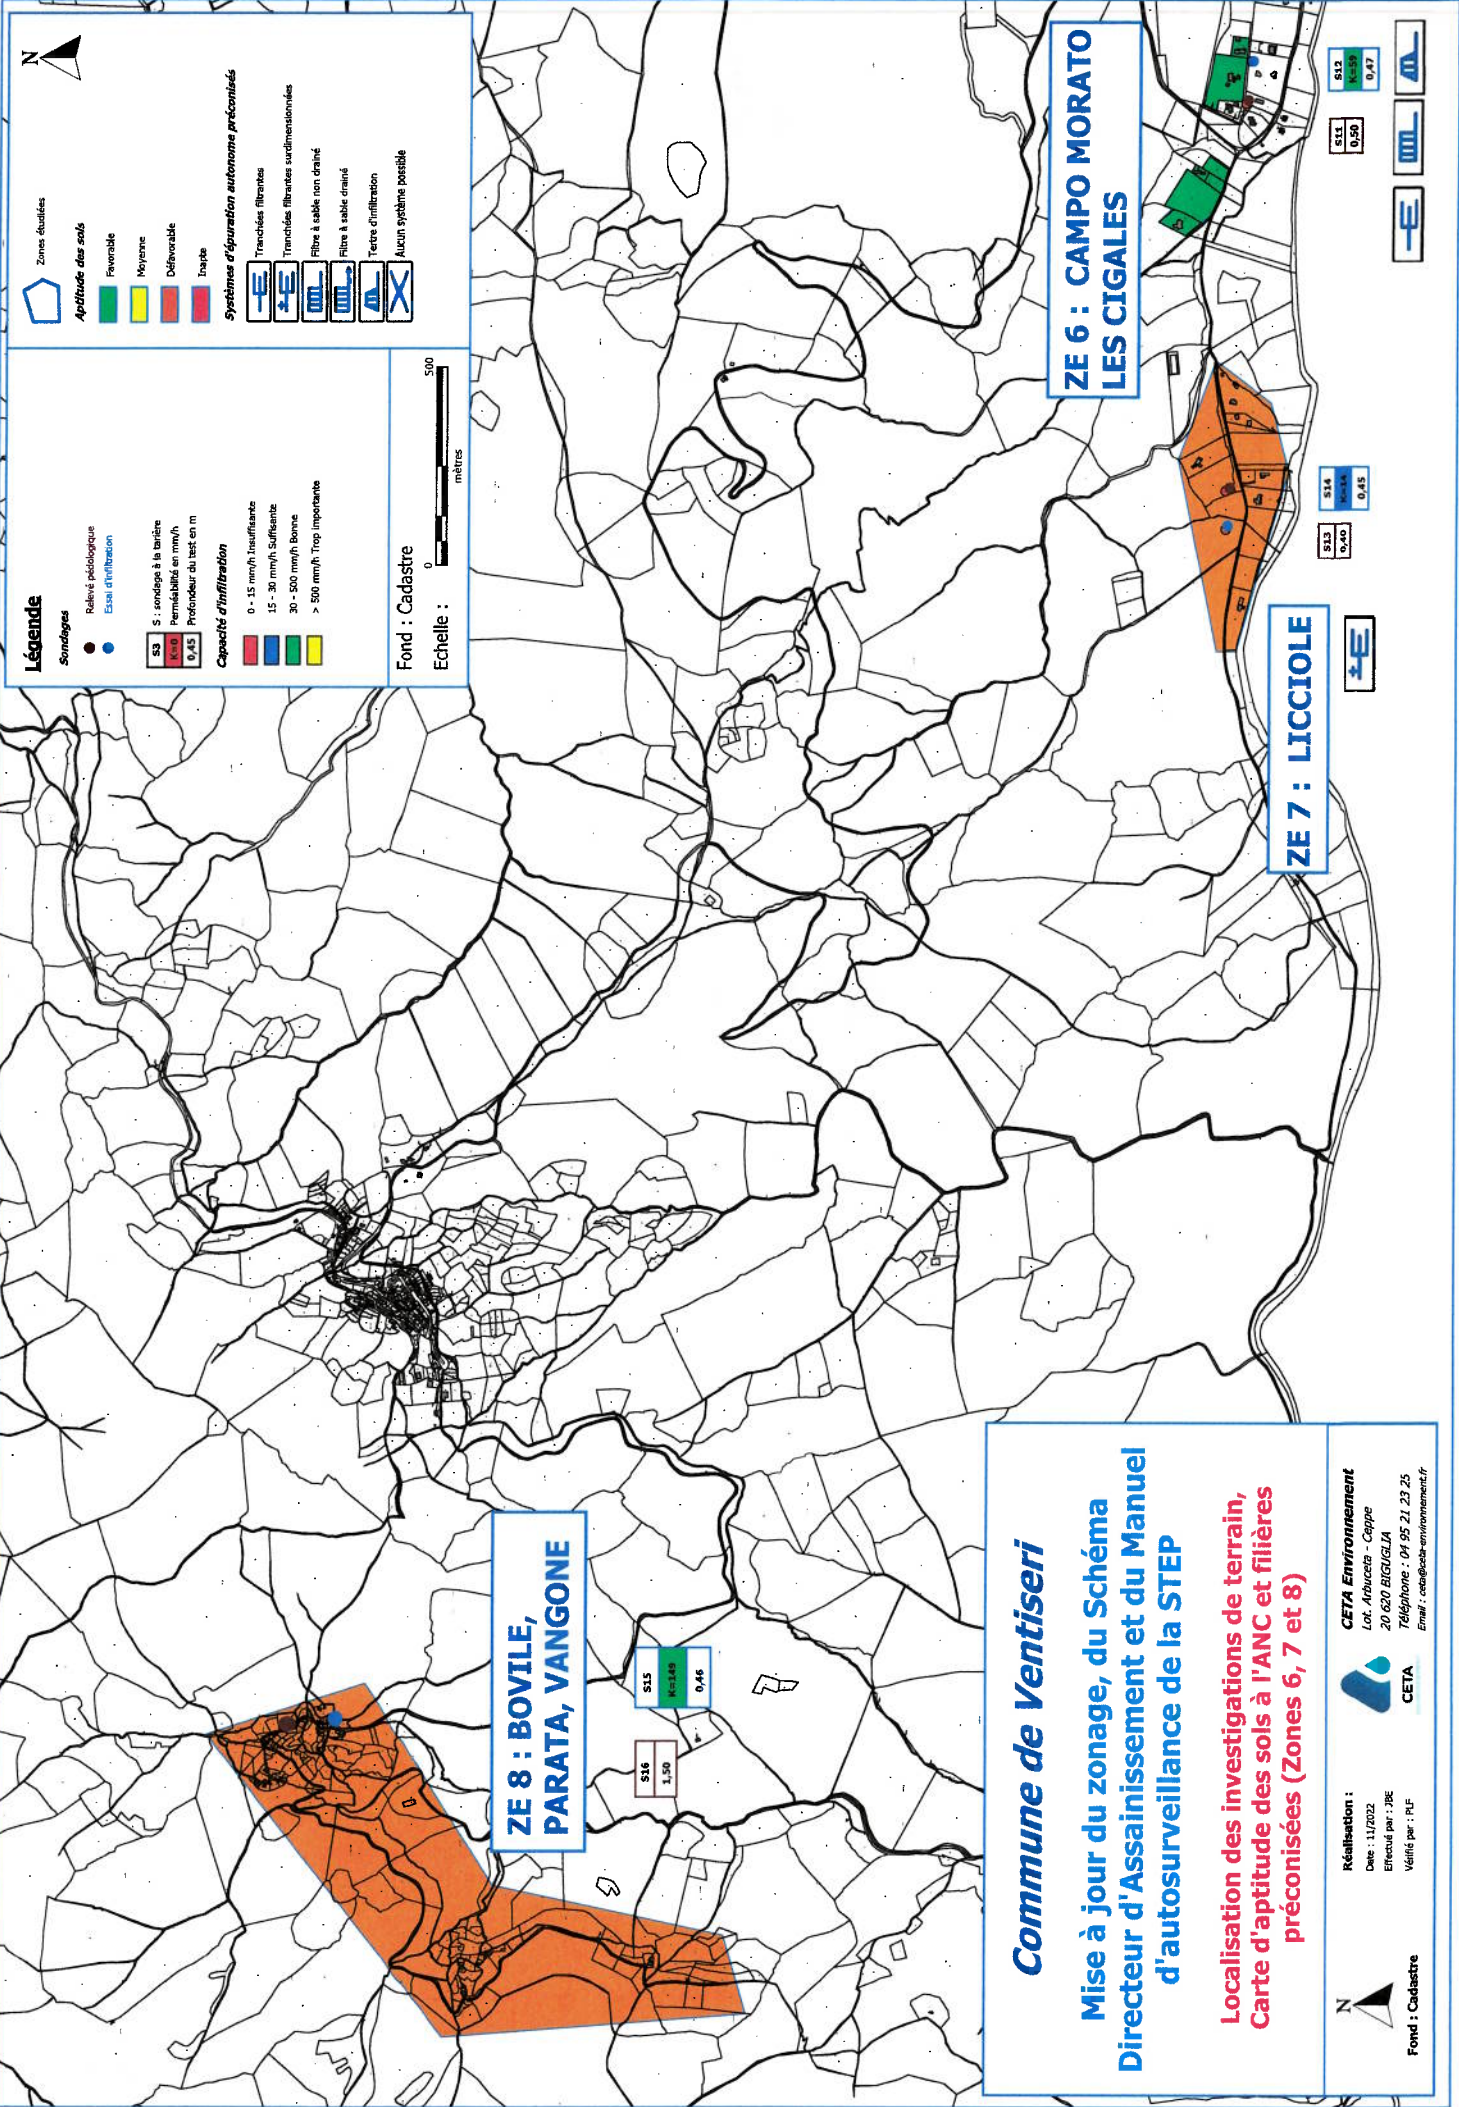 Légende
Sondages
Relevé pédologique
Essai d'infiltration
S3
K=0
0,45
S : sondage à la tarière
Perméabilité en mm/h
Profondeur du test en m
Capacité d'infiltration
0 - 15 mm/h Insuffisante
15 - 30 mm/h Suffisante
30 - 500 mm/h Bonne
> 500 mm/h Trop importante
Fond : Cadastre
Echelle :
0
500
mètres
N
Zones étudiées
Aptitude des sols
Favorable
Moyenne
Défavorable
Inapte
Systèmes d'épuration autonome préconisés
Tranchées filtrantes
Tranchées filtrantes surdimensionnées
Filtre à sable non drainé
Filtre à sable drainé
Tertre d'infiltration
Aucun système possible
ZE 8 : BOVILE,
PARATA, VANGONE
S16
1,50
S15
K=149
0,46
ZE 6 : CAMPO MORATO
LES CIGALES
S11
0,50
S12
K=59
0,47
ZE 7 : LICCIOLE
S13
0,40
S14
K=14
0,45
Commune de Ventiseri
Mise à jour du zonage, du Schéma
Directeur d'Assainissement et du Manuel
d'autosurveillance de la STEP
Localisation des investigations de terrain,
Carte d'aptitude des sols à l'ANC et filières
préconisées (Zones 6, 7 et 8)
N
Fond : Cadastre
Réalisation :
Date : 11/2022
Effectué par : JBE
Vérifié par : PLF
CETA
CETA Environnement
Lot. Arbuceta - Ceppe
20 620 BIGUGLIA
Téléphone : 04 95 21 23 25
Email : ceta@ceta-environnement.fr